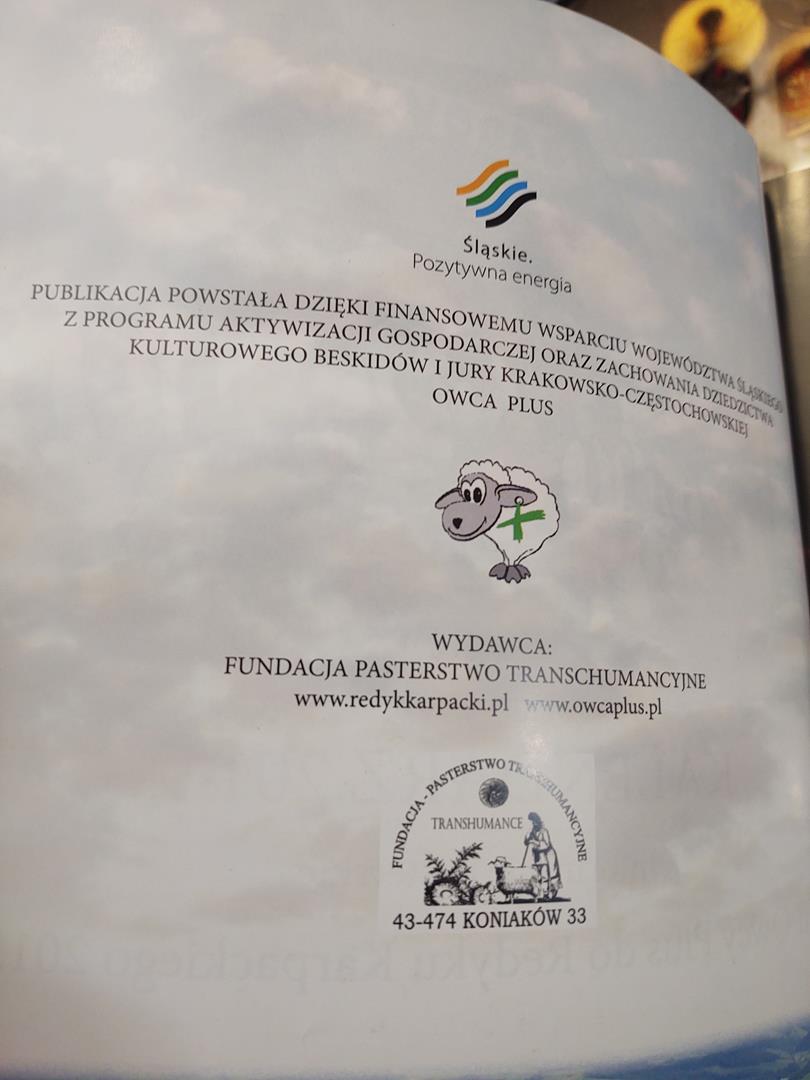 Śląskie.
Pozytywna energia
PUBLIKACJA POWSTAŁA DZIĘKI FINANSOWEMU WSPARCIU WOJEWÓDZTWA ŚLĄSKIEGO
Z PROGRAMU AKTYWIZACJI GOSPODARCZEJ ORAZ ZACHOWANIA DZIEDZICTWA
KULTUROWEGO BESKIDÓW I JURY KRAKOWSKO-CZĘSTOCHOWSKIEJ
OWCA PLUS
WYDAWCA:
FUNDACJA PASTERSTWO TRANSCHUMANCYJNE
www.redykkarpacki.pl www.owcaplus.pl
FUNDACJA - PASTERSTWO TRANSHUMANCYJNE
TRANSHUMANCE
43-474 KONIAKÓW 33